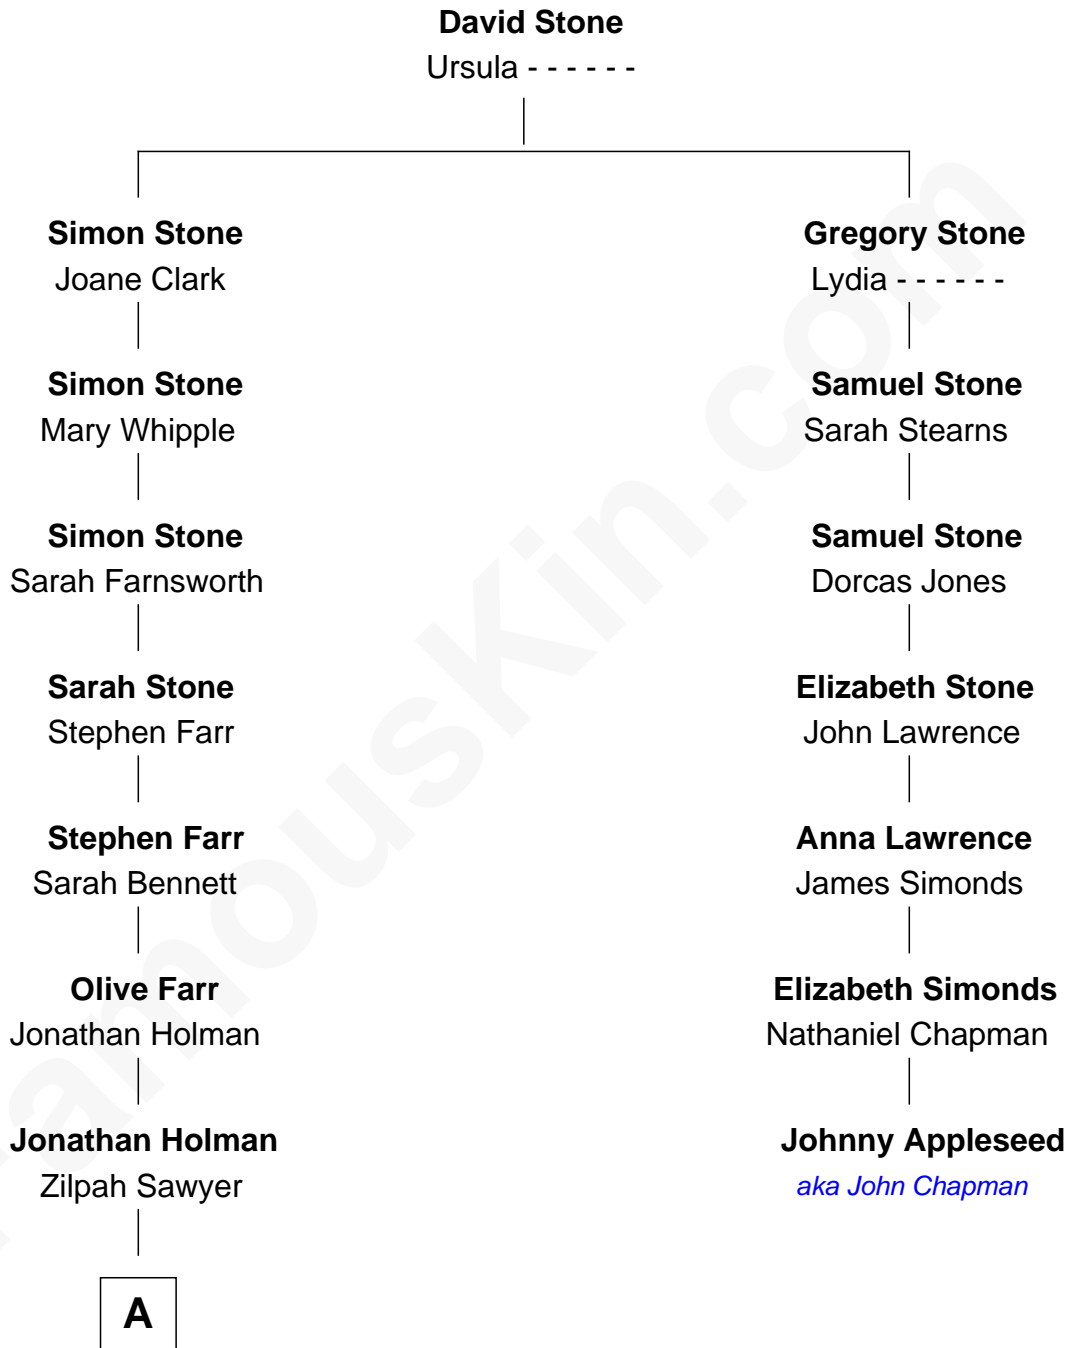 David Stone
Ursula - - - - - -
Simon Stone
Joane Clark
Simon Stone
Mary Whipple
Simon Stone
Sarah Farnsworth
Sarah Stone
Stephen Farr
Stephen Farr
Sarah Bennett
Olive Farr
Jonathan Holman
Jonathan Holman
Zilpah Sawyer
A
Gregory Stone
Lydia - - - - - -
Samuel Stone
Sarah Stearns
Samuel Stone
Dorcas Jones
Elizabeth Stone
John Lawrence
Anna Lawrence
James Simonds
Elizabeth Simonds
Nathaniel Chapman
Johnny Appleseed
aka John Chapman
FamousKin.com